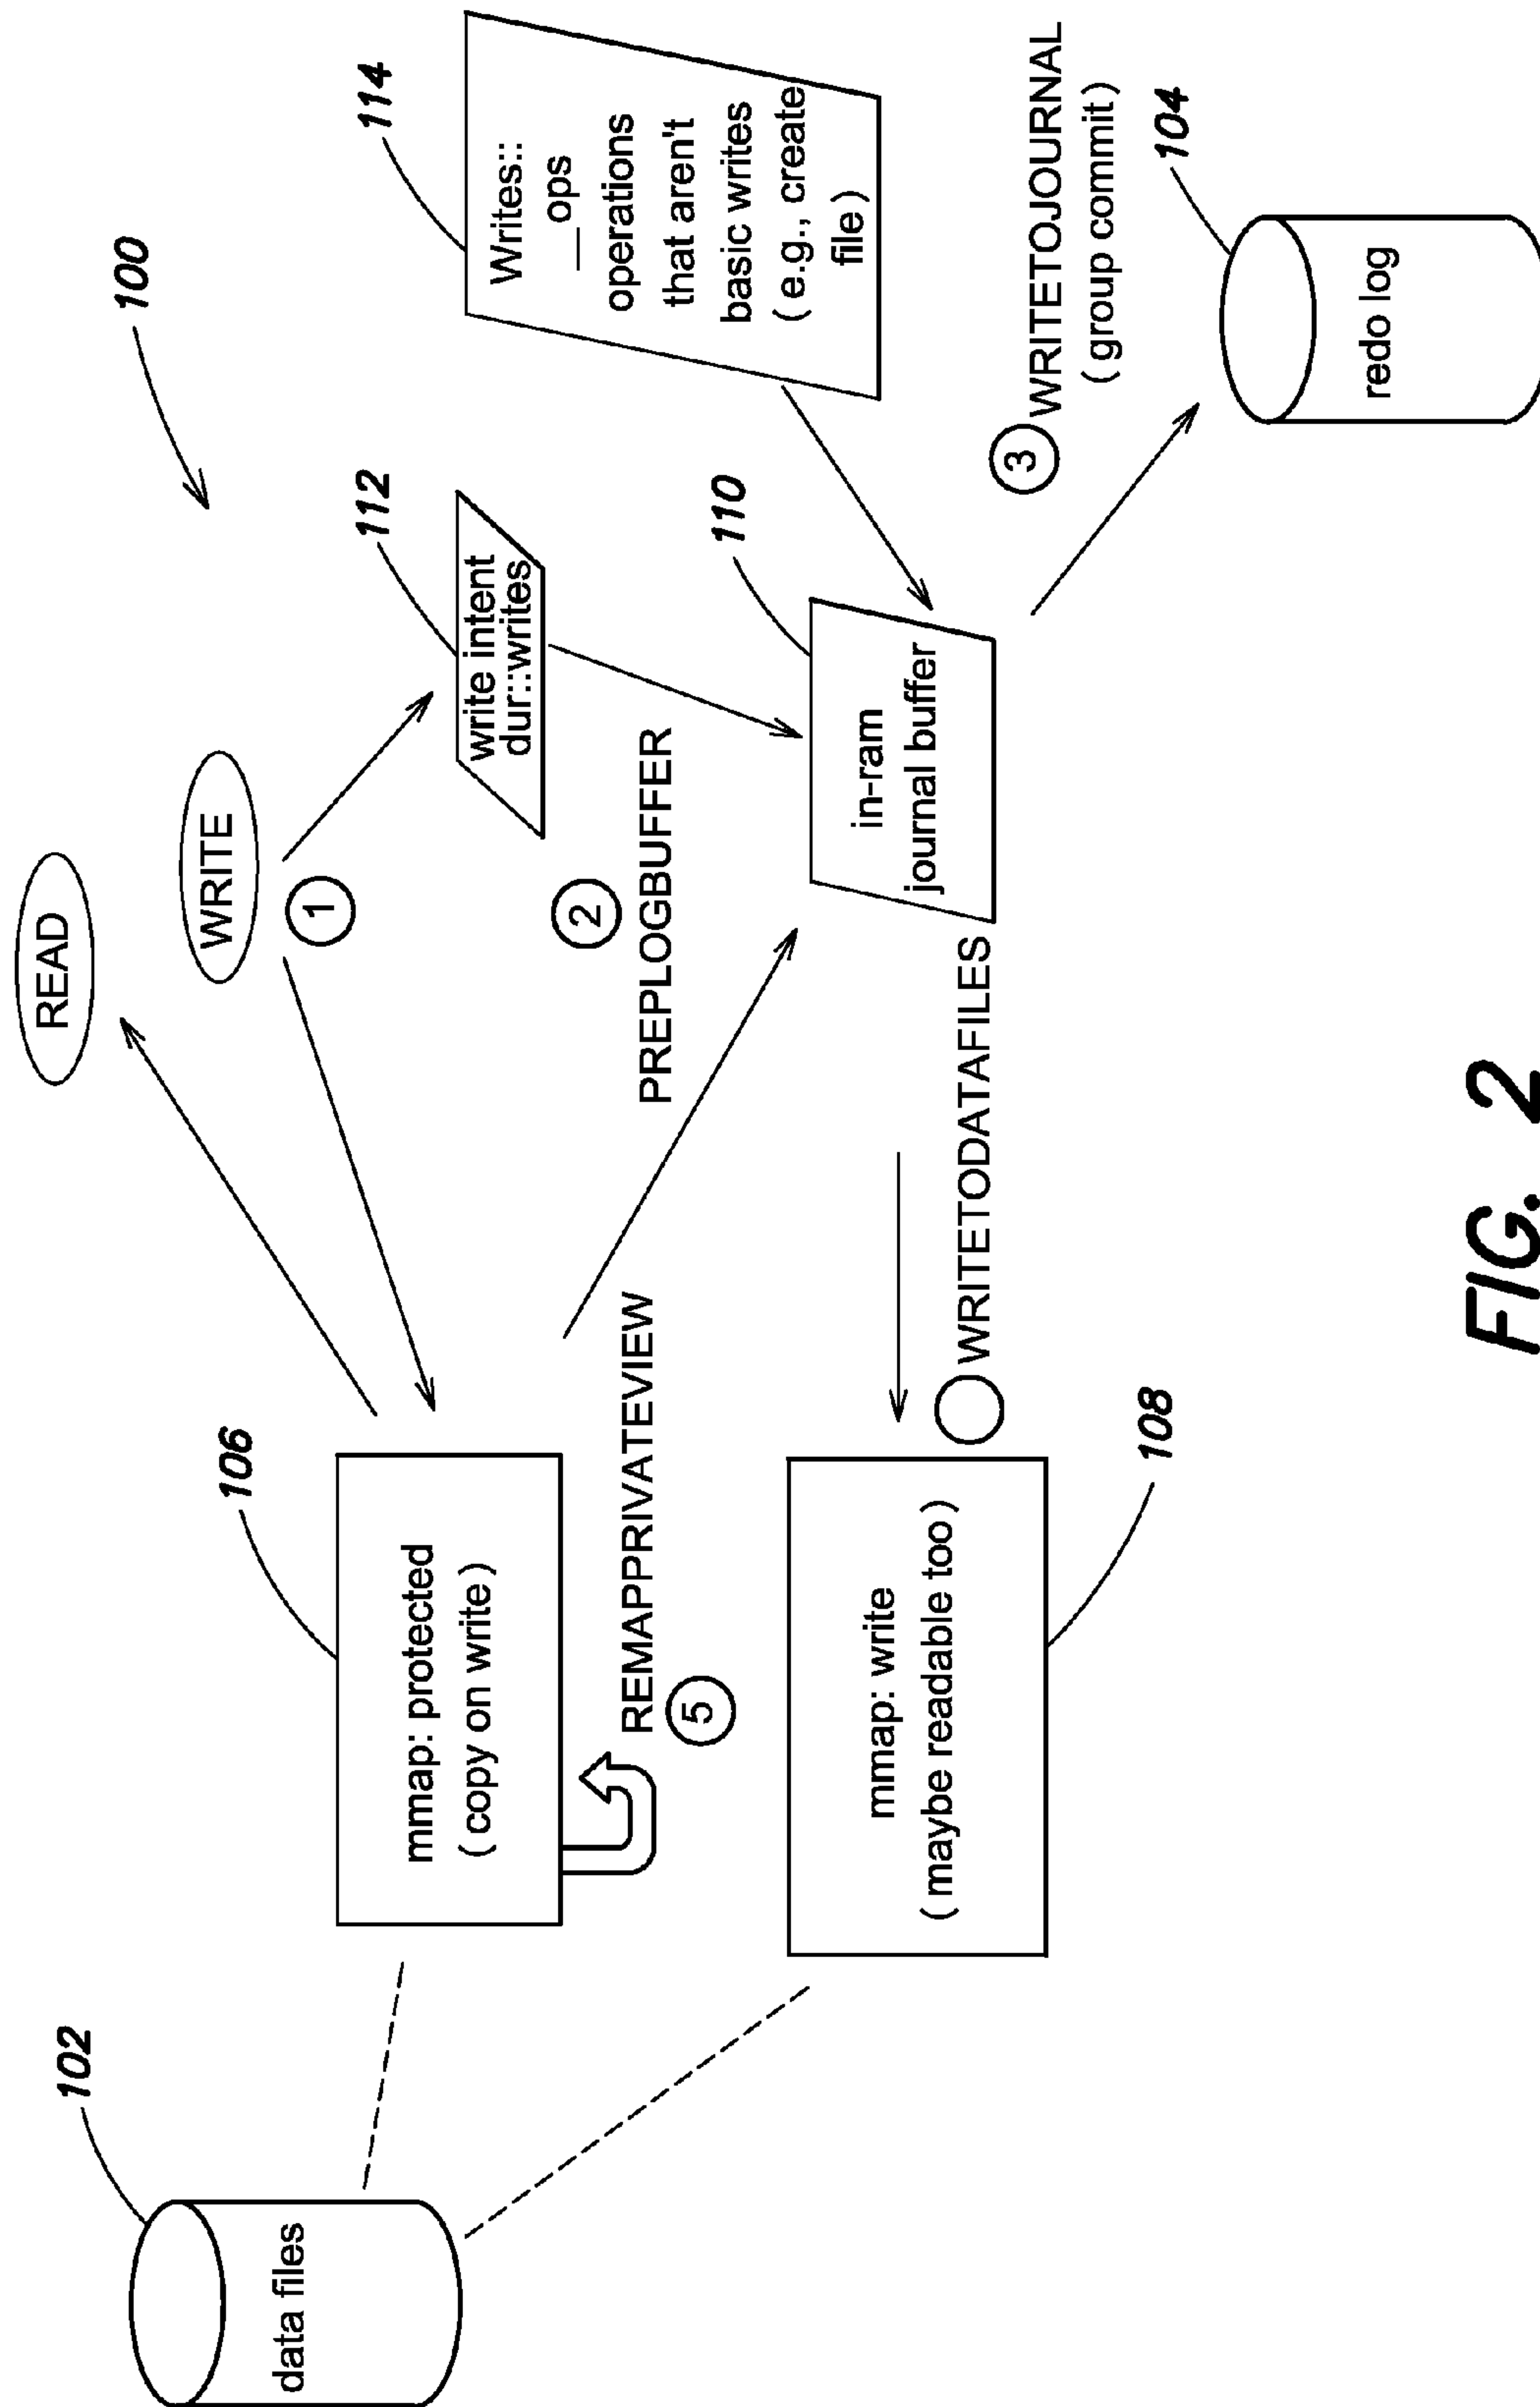 100
READ
WRITE
1
102
data files
106
mmap: protected
( copy on write )
REMAPPRIVATEVIEW
5
112
write intent
dur::writes
114
Writes::
__ops
operations
that aren't
basic writes
( e.g., create
file )
2
PREPLOGBUFFER
110
in-ram
journal buffer
mmap: write
( maybe readable too )
108
WRITETODATAFILES
3 WRITETOJOURNAL
( group commit )
104
redo log
FIG. 2